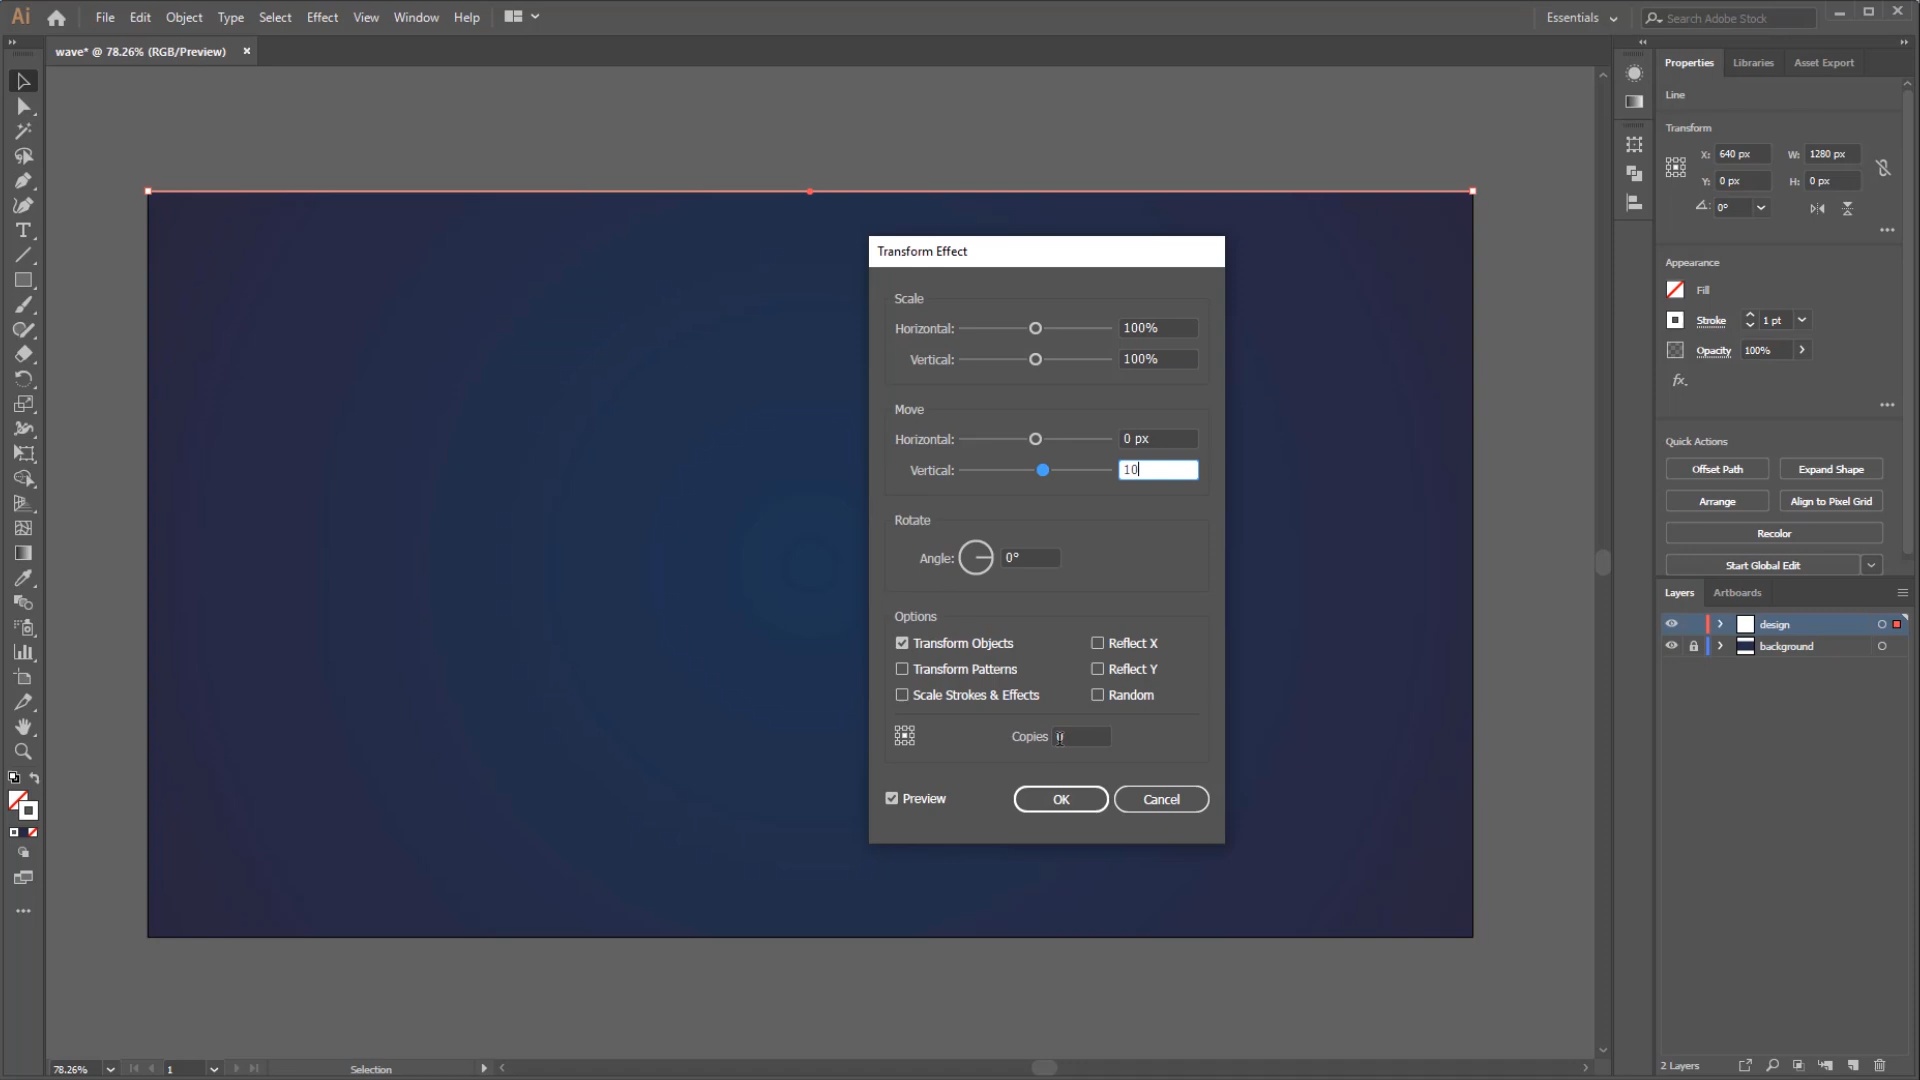 Ai File Edit Type Select Effect View Window Help Essentials Search Adobe Stock
wave* @ 78.26% (RGB/Preview) ×
Properties Libraries Asset Export
Line
Transform
X: 640 px W: 1280 px
Y: 0 px H: 0 px
0°
Appearance
Fill
Stroke 1 pt
Opacity 100%
fx.
Quick Actions
Offset Path Expand Shape
Arrange Align to Pixel Grid
Recolor
Start Global Edit
Layers Artboards
design
background
2 Layers
Transform Effect
Scale
Horizontal: 100%
Vertical: 100%
Move
Horizontal: 0 px
Vertical: 10
Rotate
Angle: 0°
Options
Transform Objects Reflect X
Transform Patterns Reflect Y
Scale Strokes & Effects Random
Copies
Preview OK Cancel
78.26% 1 Selection